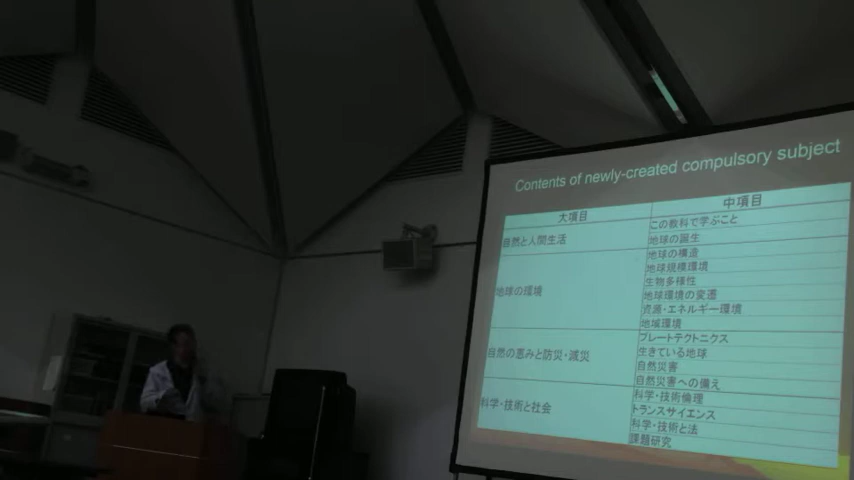 Contents of newly-created compulsory subject
大項目 中項目
自然と人間生活 この教科で学ぶこと
地球の誕生
地球の環境 地球の構造
地球規模環境
生物多様性
地球環境の変遷
資源・エネルギー環境
地域環境
自然の恵みと防災・減災 プレートテクトニクス
生きている地球
自然災害
自然災害への備え
科学・技術と社会 科学・技術倫理
トランスサイエンス
科学・技術と法
課題研究